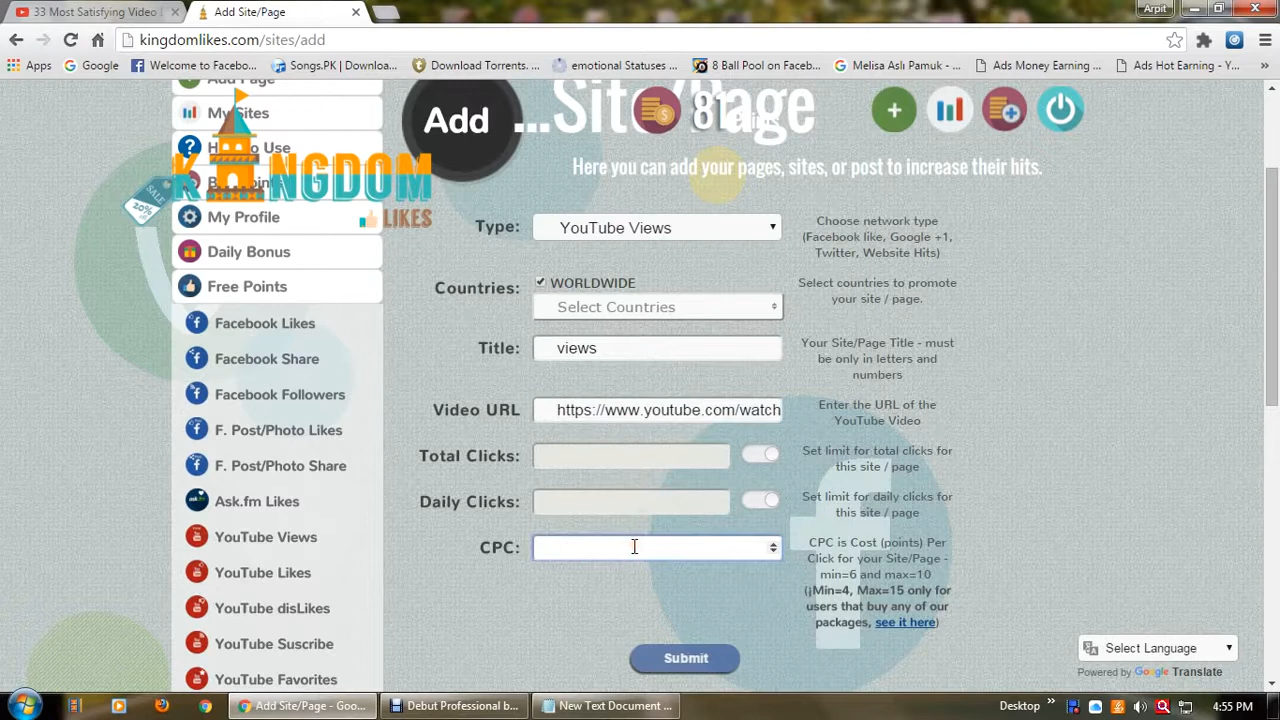 33 Most Satisfying Video
Add Site/Page
Arpit
kingdomlikes.com/sites/add
Apps
Google
Welcome to Facebo...
Songs.PK | Downloa...
Download Torrents. ...
emotional Statuses ...
8 Ball Pool on Faceb...
Melisa Aslı Pamuk - ...
Ads Money Earning ...
Ads Hot Earning - Y...
Add Page
My Sites
My Profile
Daily Bonus
Free Points
Facebook Likes
Facebook Share
Facebook Followers
F. Post/Photo Likes
F. Post/Photo Share
Ask.fm Likes
YouTube Views
YouTube Likes
YouTube disLikes
YouTube Suscribe
YouTube Favorites
KINGDOM
LIKES
SALE
20%
Add
...Site/Page
81
Here you can add your pages, sites, or post to increase their hits.
Type:
YouTube Views
Choose network type
(Facebook like, Google +1,
Twitter, Website Hits)
Countries:
WORLDWIDE
Select Countries
Select countries to promote
your site / page.
Title:
views
Your Site/Page Title - must
be only in letters and
numbers
Video URL
https://www.youtube.com/watch
Enter the URL of the
YouTube Video
Total Clicks:
Set limit for total clicks for
this site / page
Daily Clicks:
Set limit for daily clicks for
this site / page
CPC:
CPC is Cost (points) Per
Click for your Site/Page -
min=6 and max=10
(¡Min=4, Max=15 only for
users that buy any of our
packages, see it here)
Submit
Select Language
Powered by Google Translate
Add Site/Page - Goo...
Debut Professional b...
New Text Document ...
Desktop
4:55 PM